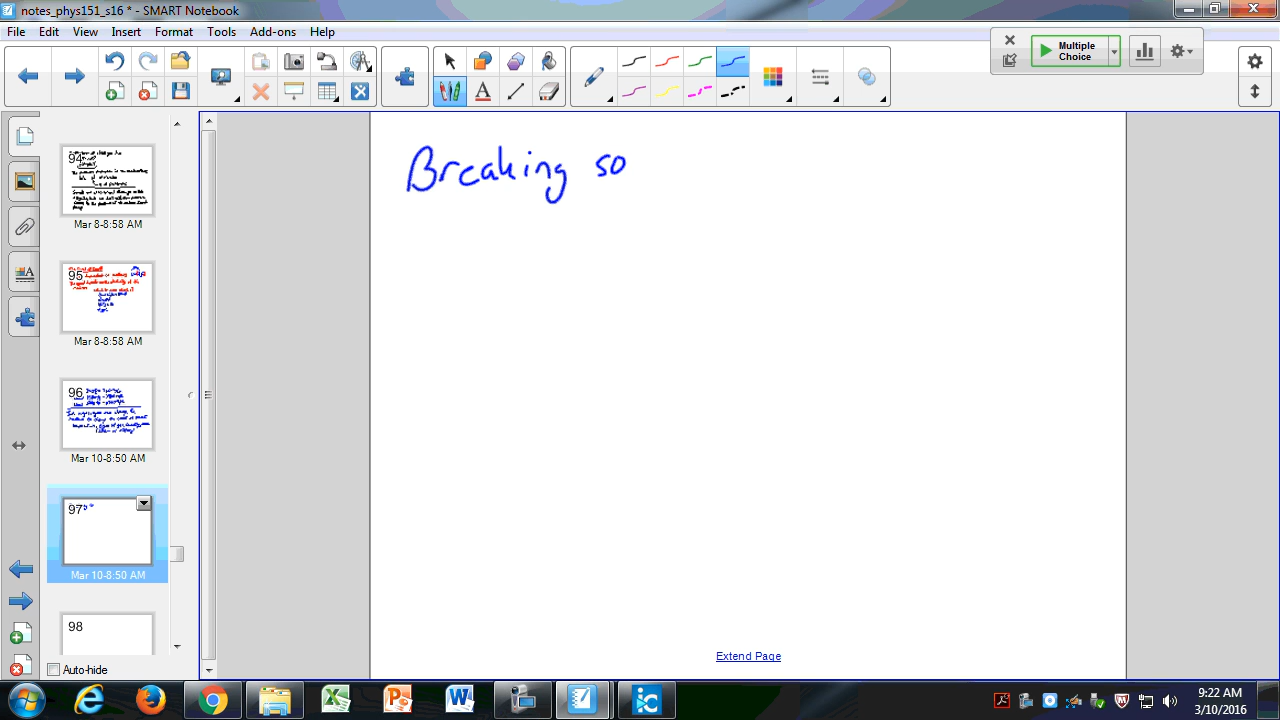 notes_phys151_s16 * - SMART Notebook
File Edit View Insert Format Tools Add-ons Help
Multiple
Choice
Breaking so
94
Mar 8-8:58 AM
95
Mar 8-8:58 AM
96
Mar 10-8:50 AM
97
Mar 10-8:50 AM
98
Auto-hide
Extend Page
9:22 AM
3/10/2016